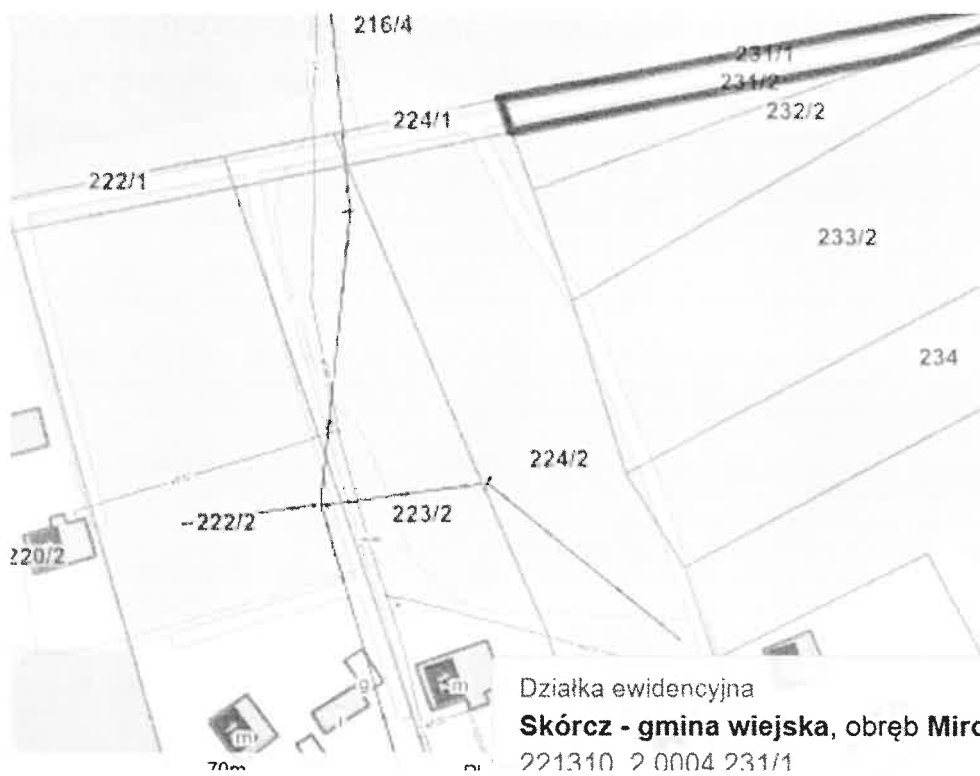 216/4
231/1
231/2
232/2
224/1
222/1
233/2
234
224/2
222/2
223/2
220/2
g
m
m
70m
Działka ewidencyjna
Skórcz - gmina wiejska, obręb Miro
221310_2.0004.231/1